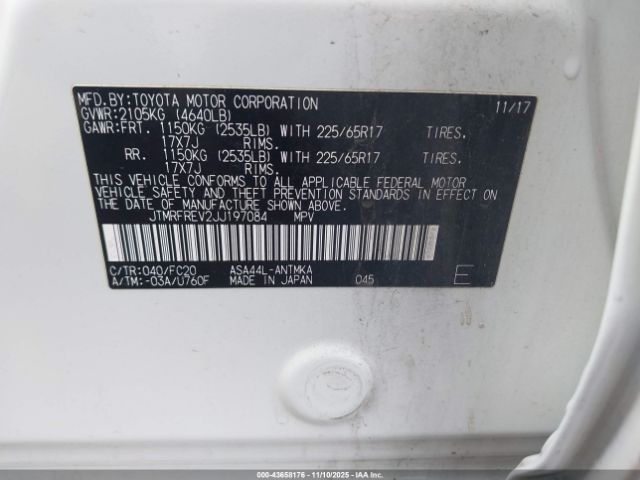 MFD.BY:TOYOTA MOTOR CORPORATION 11/17
GVWR:2105KG (4640LB)
GAWR:FRT. 1150KG (2535LB) WITH 225/65R17 TIRES.
17X7J RIMS.
RR. 1150KG (2535LB) WITH 225/65R17 TIRES.
17X7J RIMS.
THIS VEHICLE CONFORMS TO ALL APPLICABLE FEDERAL MOTOR
VEHICLE SAFETY AND THEFT PREVENTION STANDARDS IN EFFECT ON
THE DATE OF MANUFACTURE SHOWN ABOVE.
JTMRFREV2JJ197084 MPV
C/TR:040/FC20 ASA44L-ANTMKA
A/TM:-03A/U760F MADE IN JAPAN 045 E
000-43658176 - 11/10/2025 - IAAI.COM